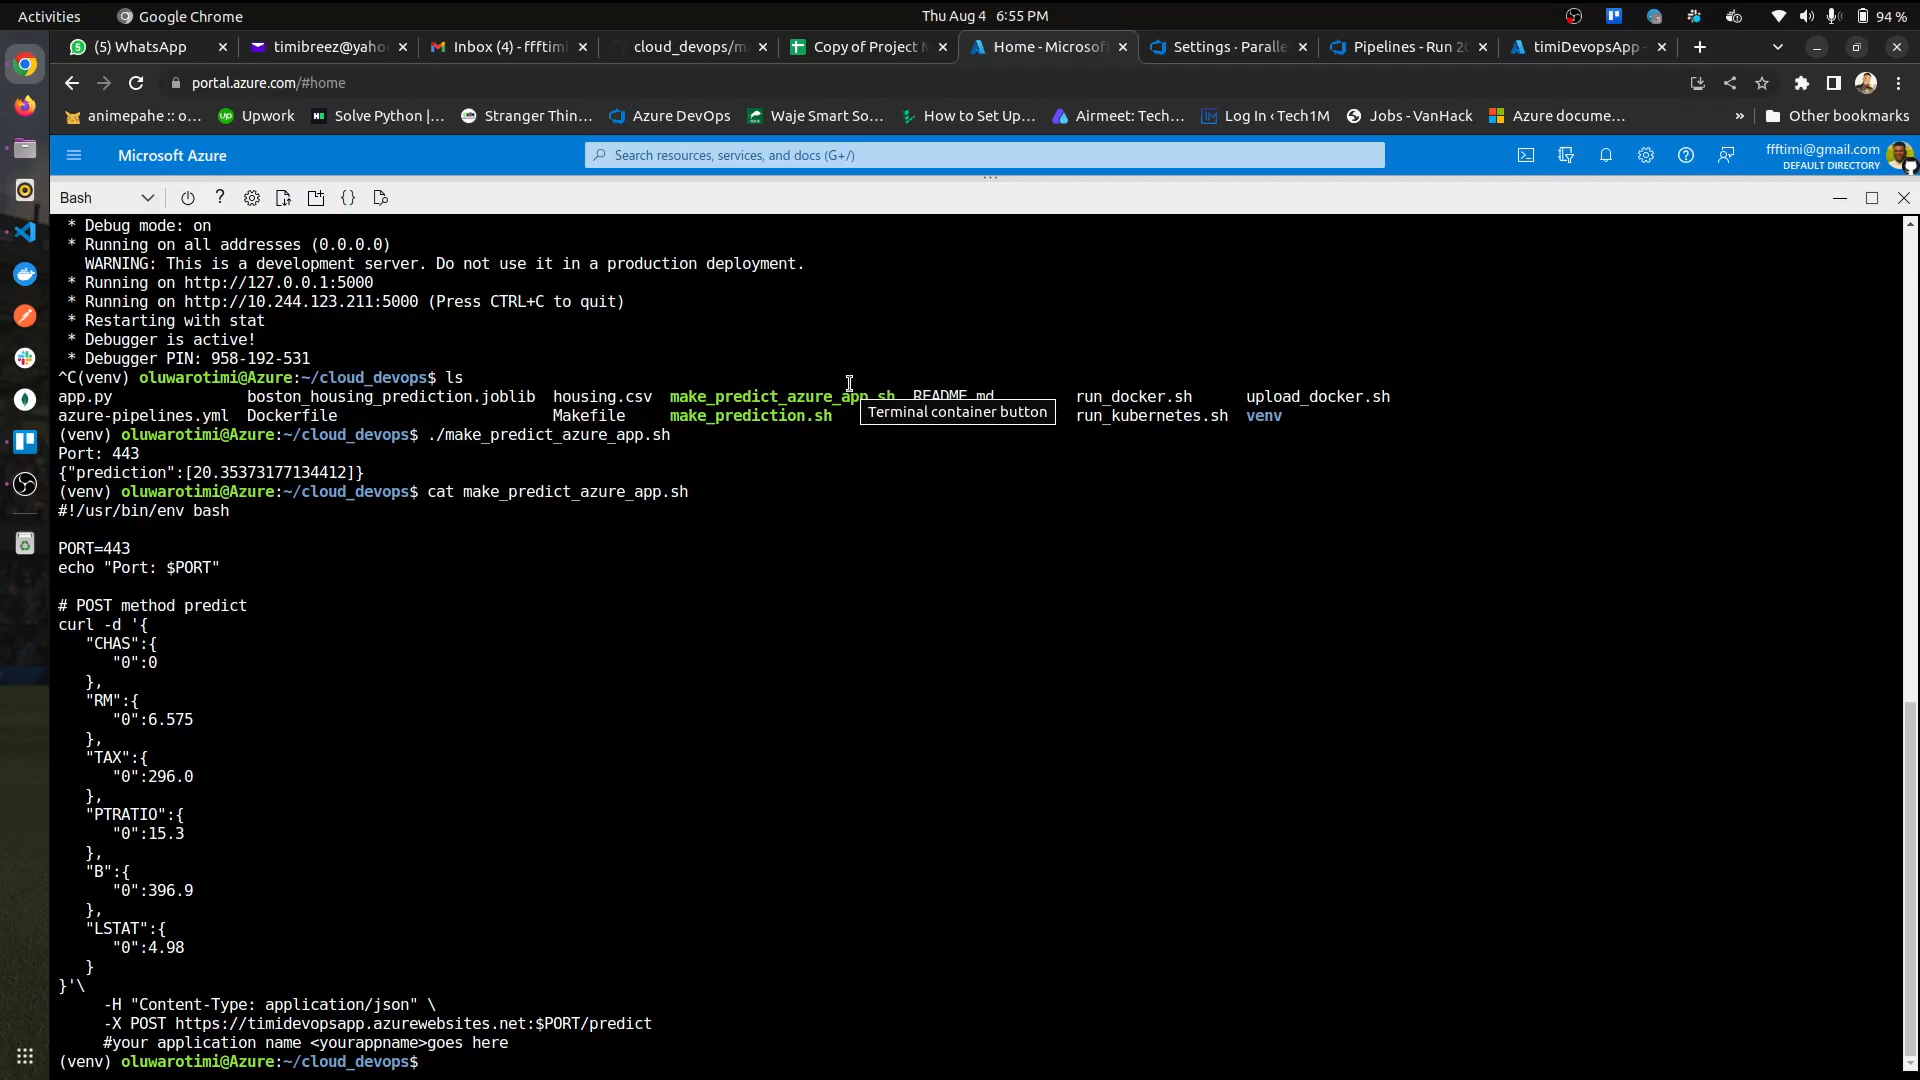 Activities
Google Chrome
Thu Aug 4 6:55 PM
94 %
(5) WhatsApp
timibreez@yaho
Inbox (4) - ffftimi
cloud_devops/m
Copy of Project M
Home - Microsof
Settings · Paralle
Pipelines - Run 20
timiDevopsApp -
portal.azure.com/#home
animepahe :: o...
Upwork
Solve Python |...
Stranger Thin...
Azure DevOps
Waje Smart So...
How to Set Up...
Airmeet: Tech...
Log In ‹ Tech1M
Jobs - VanHack
Azure docume...
»
Other bookmarks
Microsoft Azure
Search resources, services, and docs (G+/)
ffftimi@gmail.com
DEFAULT DIRECTORY
Bash
* Debug mode: on
* Running on all addresses (0.0.0.0)
WARNING: This is a development server. Do not use it in a production deployment.
* Running on http://127.0.0.1:5000
* Running on http://10.244.123.211:5000 (Press CTRL+C to quit)
* Restarting with stat
* Debugger is active!
* Debugger PIN: 958-192-531
^C(venv) oluwarotimi@Azure:~/cloud_devops$ ls
app.py boston_housing_prediction.joblib housing.csv make_predict_azure_app.sh README.md run_docker.sh upload_docker.sh
azure-pipelines.yml Dockerfile Makefile make_prediction.sh run_kubernetes.sh venv
Terminal container button
(venv) oluwarotimi@Azure:~/cloud_devops$ ./make_predict_azure_app.sh
Port: 443
{"prediction":[20.35373177134412]}
(venv) oluwarotimi@Azure:~/cloud_devops$ cat make_predict_azure_app.sh
#!/usr/bin/env bash
PORT=443
echo "Port: $PORT"
# POST method predict
curl -d '{
"CHAS":{
"0":0
},
"RM":{
"0":6.575
},
"TAX":{
"0":296.0
},
"PTRATIO":{
"0":15.3
},
"B":{
"0":396.9
},
"LSTAT":{
"0":4.98
}
}'\
-H "Content-Type: application/json" \
-X POST https://timidevopsapp.azurewebsites.net:$PORT/predict
#your application name <yourappname>goes here
(venv) oluwarotimi@Azure:~/cloud_devops$